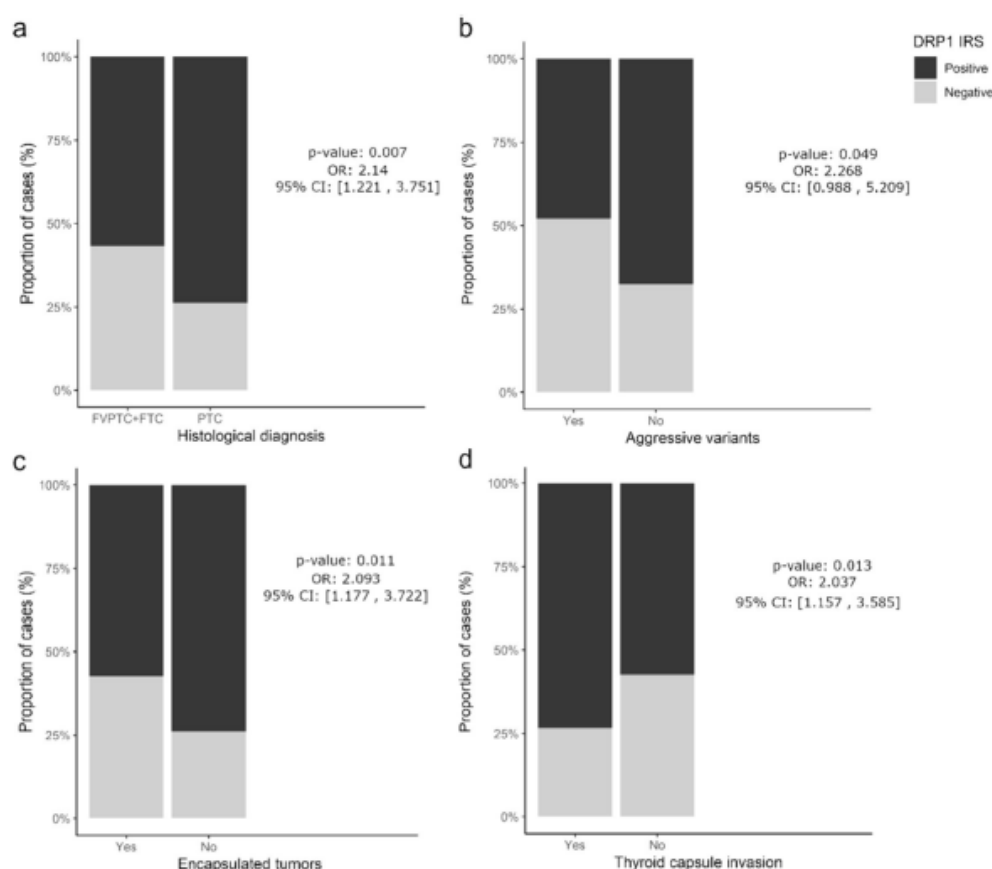 a
100%
75%
50%
25%
0%
Proportion of cases (%)
p-value: 0.007
OR: 2.14
95% CI: [1.221 , 3.751]
FVPTC+FTC
PTC
Histological diagnosis
b
100%
75%
50%
25%
0%
Proportion of cases (%)
p-value: 0.049
OR: 2.268
95% CI: [0.988 , 5.209]
Yes
No
Aggressive variants
DRP1 IRS
Positive
Negative
c
100%
75%
50%
25%
0%
Proportion of cases (%)
p-value: 0.011
OR: 2.093
95% CI: [1.177 , 3.722]
Yes
No
Encapsulated tumors
d
100%
75%
50%
25%
0%
Proportion of cases (%)
p-value: 0.013
OR: 2.037
95% CI: [1.157 , 3.585]
Yes
No
Thyroid capsule invasion